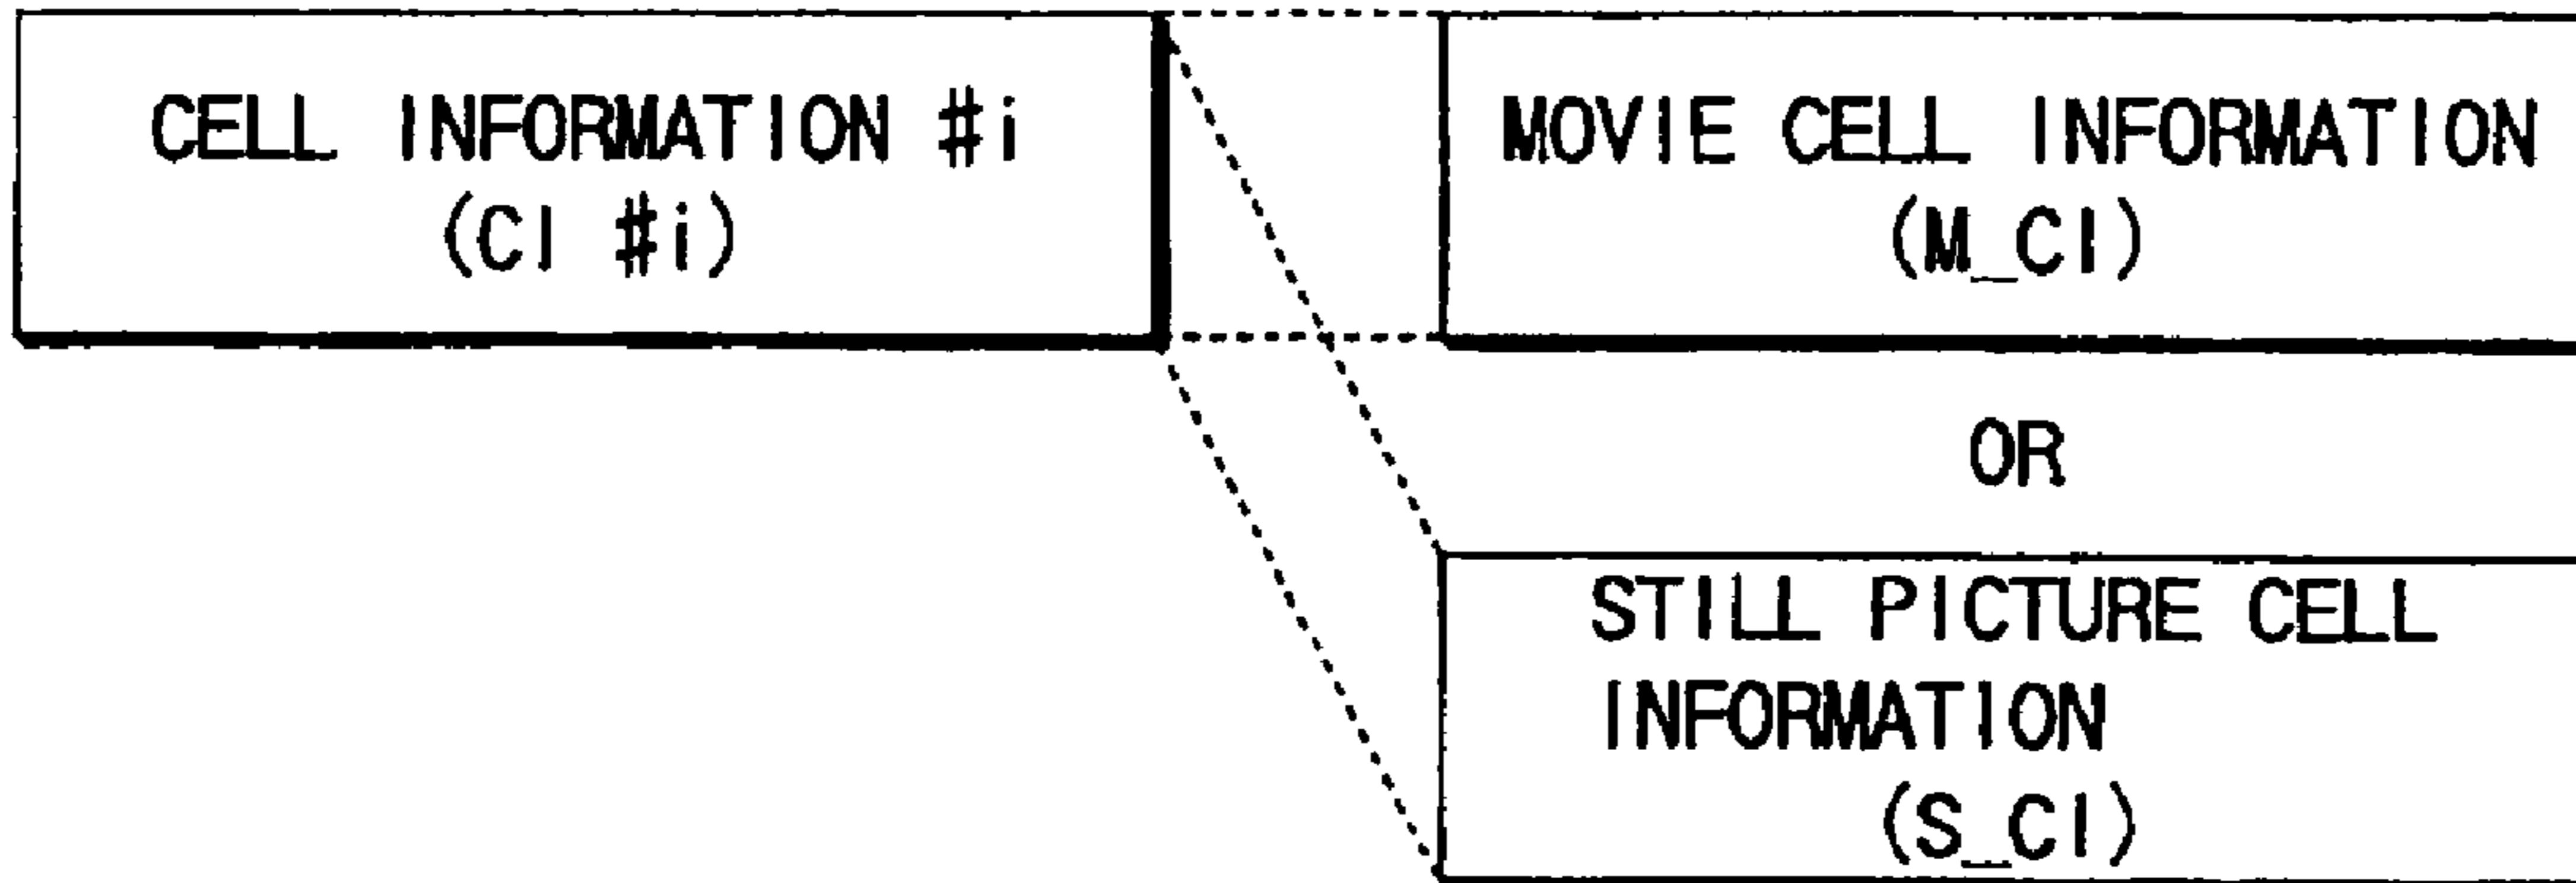 CELL INFORMATION #i
(CI #i)
MOVIE CELL INFORMATION
(M_CI)
OR
STILL PICTURE CELL
INFORMATION
(S_CI)